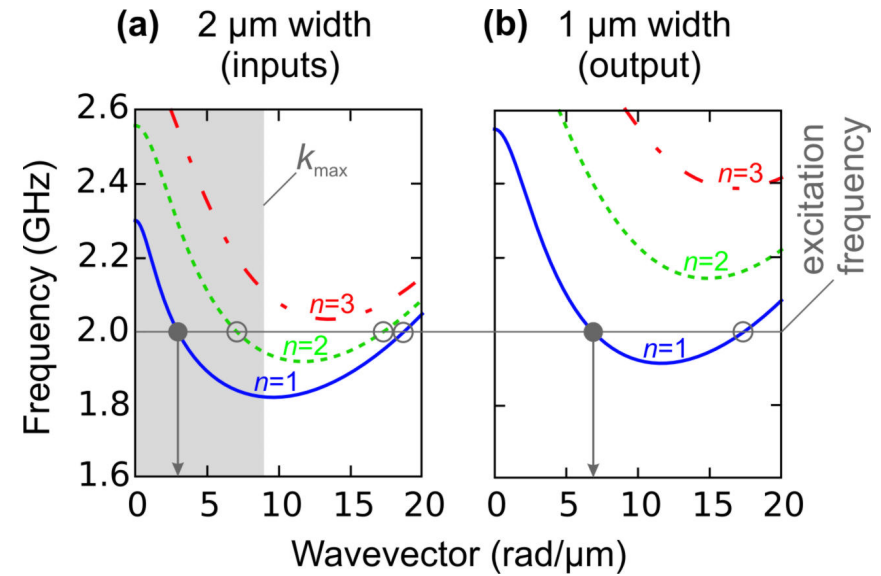 (a) 2 µm width
(inputs)
(b) 1 µm width
(output)
Frequency (GHz)
2.6
2.4
2.2
2.0
1.8
1.6
k max
n=3
n=2
n=1
0 5 10 15 20
n=3
n=2
n=1
0 5 10 15 20
excitation
frequency
Wavevector (rad/µm)